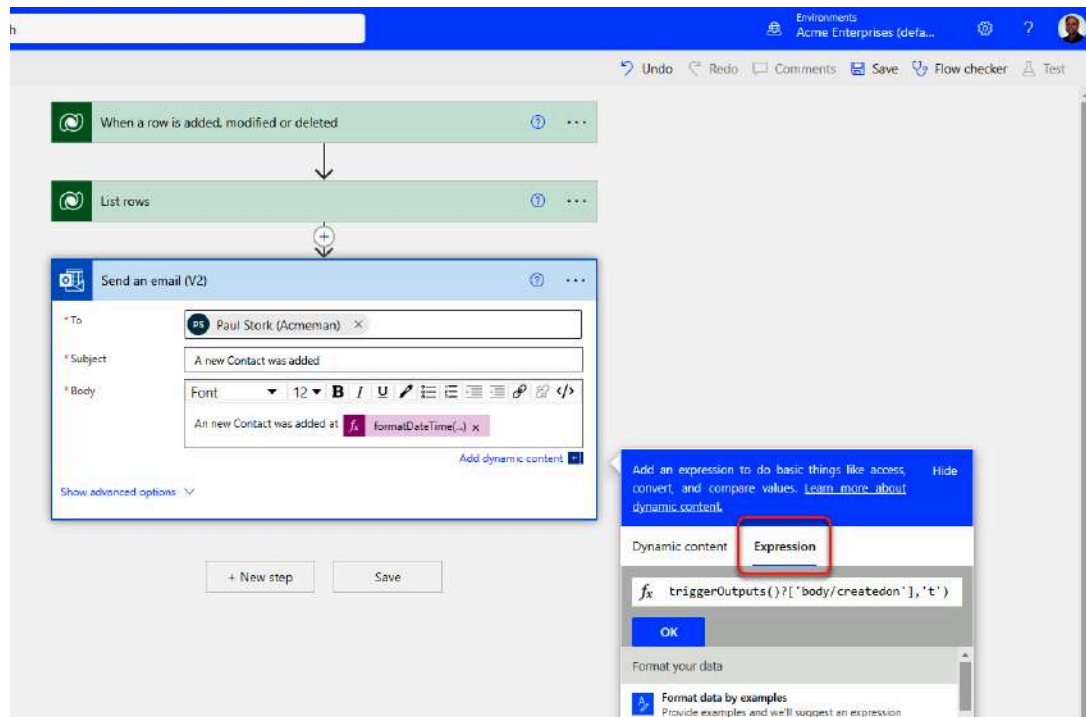 h
Environments
Acme Enterprises (defa...
?
Undo Redo Comments Save Flow checker Test
When a row is added, modified or deleted
List rows
Send an email (V2)
* To
PS Paul Stork (Acmeman) ×
* Subject
A new Contact was added
* Body
Font 12 B I U </>
An new Contact was added at fx formatDateTime(...) x
Add dynamic content +
Show advanced options
Add an expression to do basic things like access, Hide
convert, and compare values. Learn more about
dynamic content.
Dynamic content Expression
+ New step Save
fx triggerOutputs()?['body/createdon'],'t')
OK
Format your data
Format data by examples
Provide examples and we'll suggest an expression